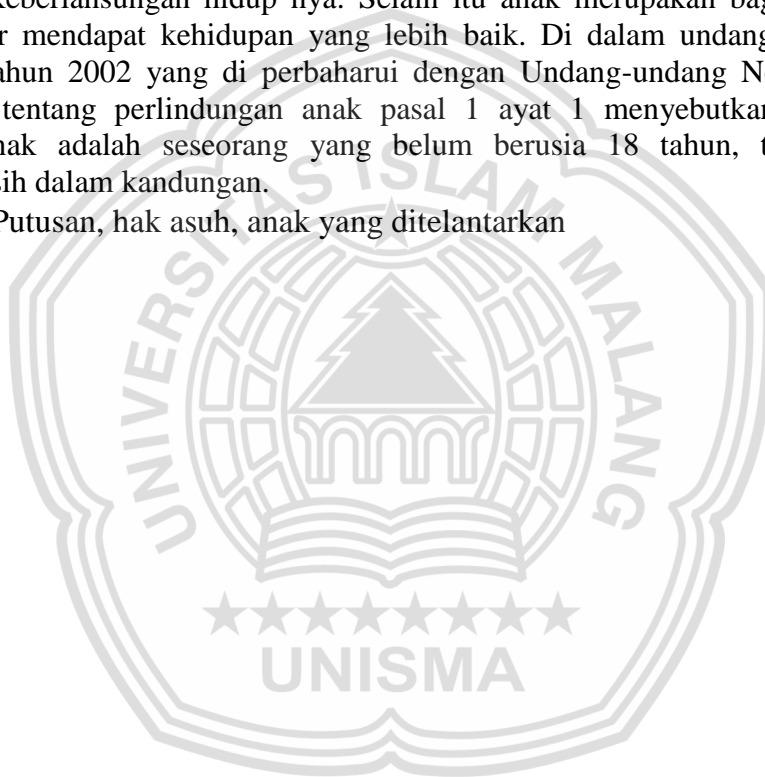 keberlansungan hidup nya. Selain itu anak merupakan bag
r mendapat kehidupan yang lebih baik. Di dalam undang
ahun 2002 yang di perbaharui dengan Undang-undang N
tentang perlindungan anak pasal 1 ayat 1 menyebutkan
nak adalah seseorang yang belum berusia 18 tahun, t
sih dalam kandungan.
Putusan, hak asuh, anak yang ditelantarkan
UNIVERSITAS ISLAM MALANG
UNISMA